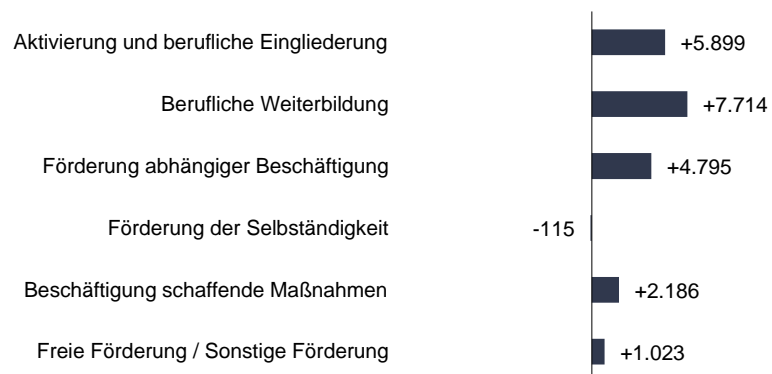 Aktivierung und berufliche Eingliederung +5.899
Berufliche Weiterbildung +7.714
Förderung abhängiger Beschäftigung +4.795
Förderung der Selbständigkeit -115
Beschäftigung schaffende Maßnahmen +2.186
Freie Förderung / Sonstige Förderung +1.023